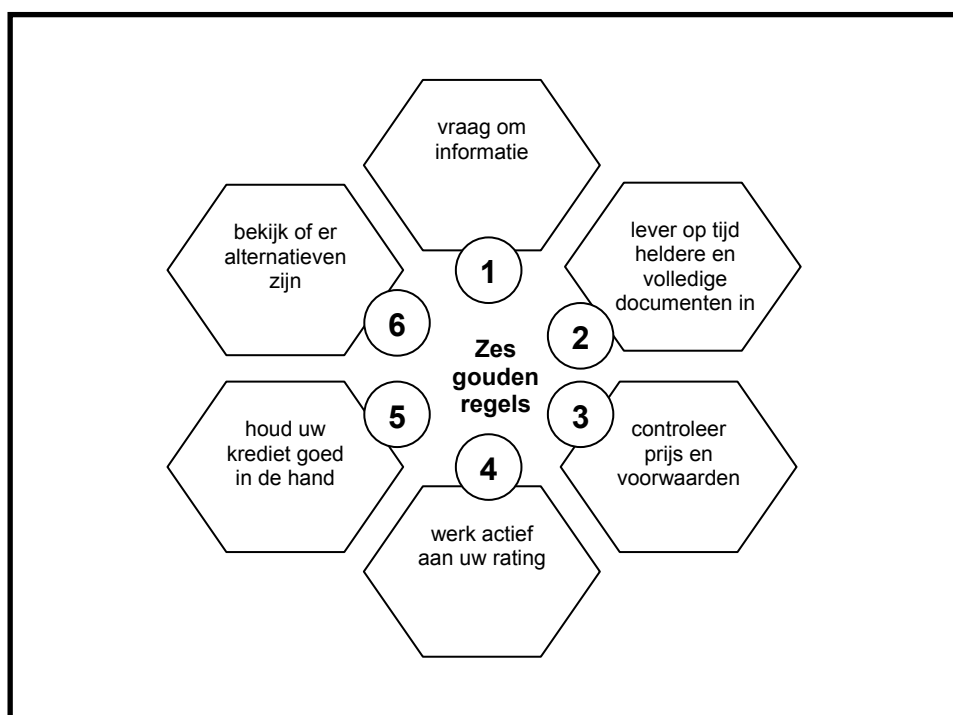 vraag om
informatie
1
lever op tijd
heldere en
volledige
documenten in
2
controleer
prijs en
voorwaarden
3
werk actief
aan uw rating
4
houd uw
krediet goed
in de hand
5
bekijk of er
alternatieven
zijn
6
Zes
gouden
regels